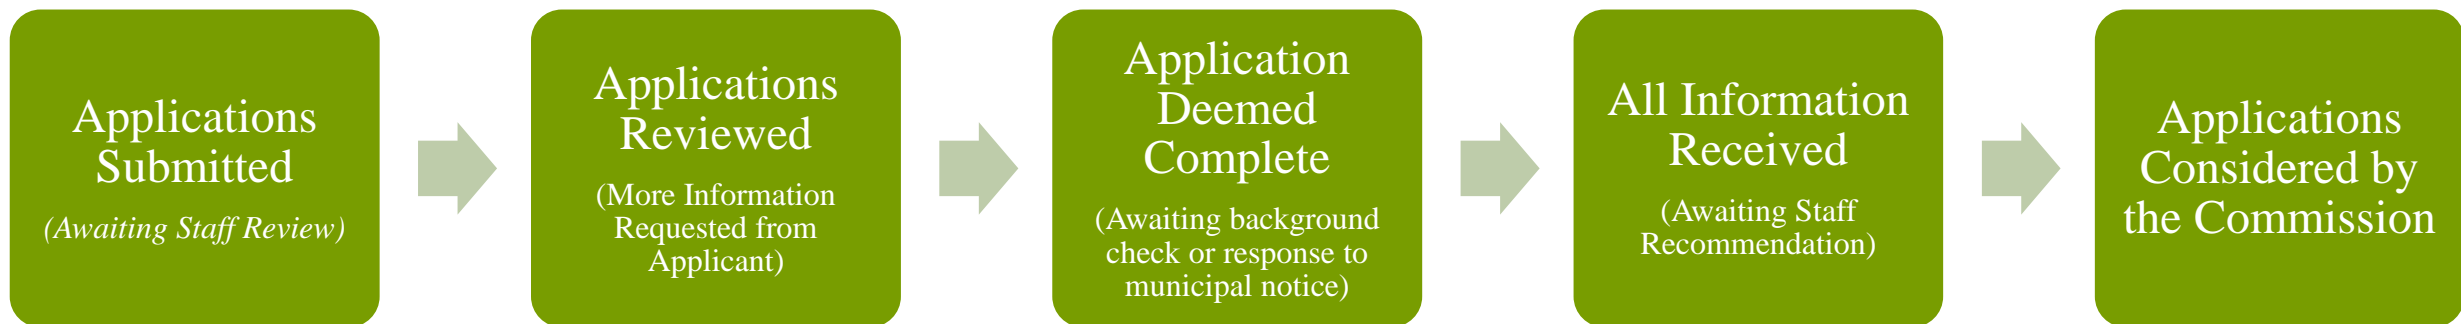 Applications
Submitted
(Awaiting Staff Review)
Applications
Reviewed
(More Information
Requested from
Applicant)
Application
Deemed
Complete
(Awaiting background
check or response to
municipal notice)
All Information
Received
(Awaiting Staff
Recommendation)
Applications
Considered by
the Commission